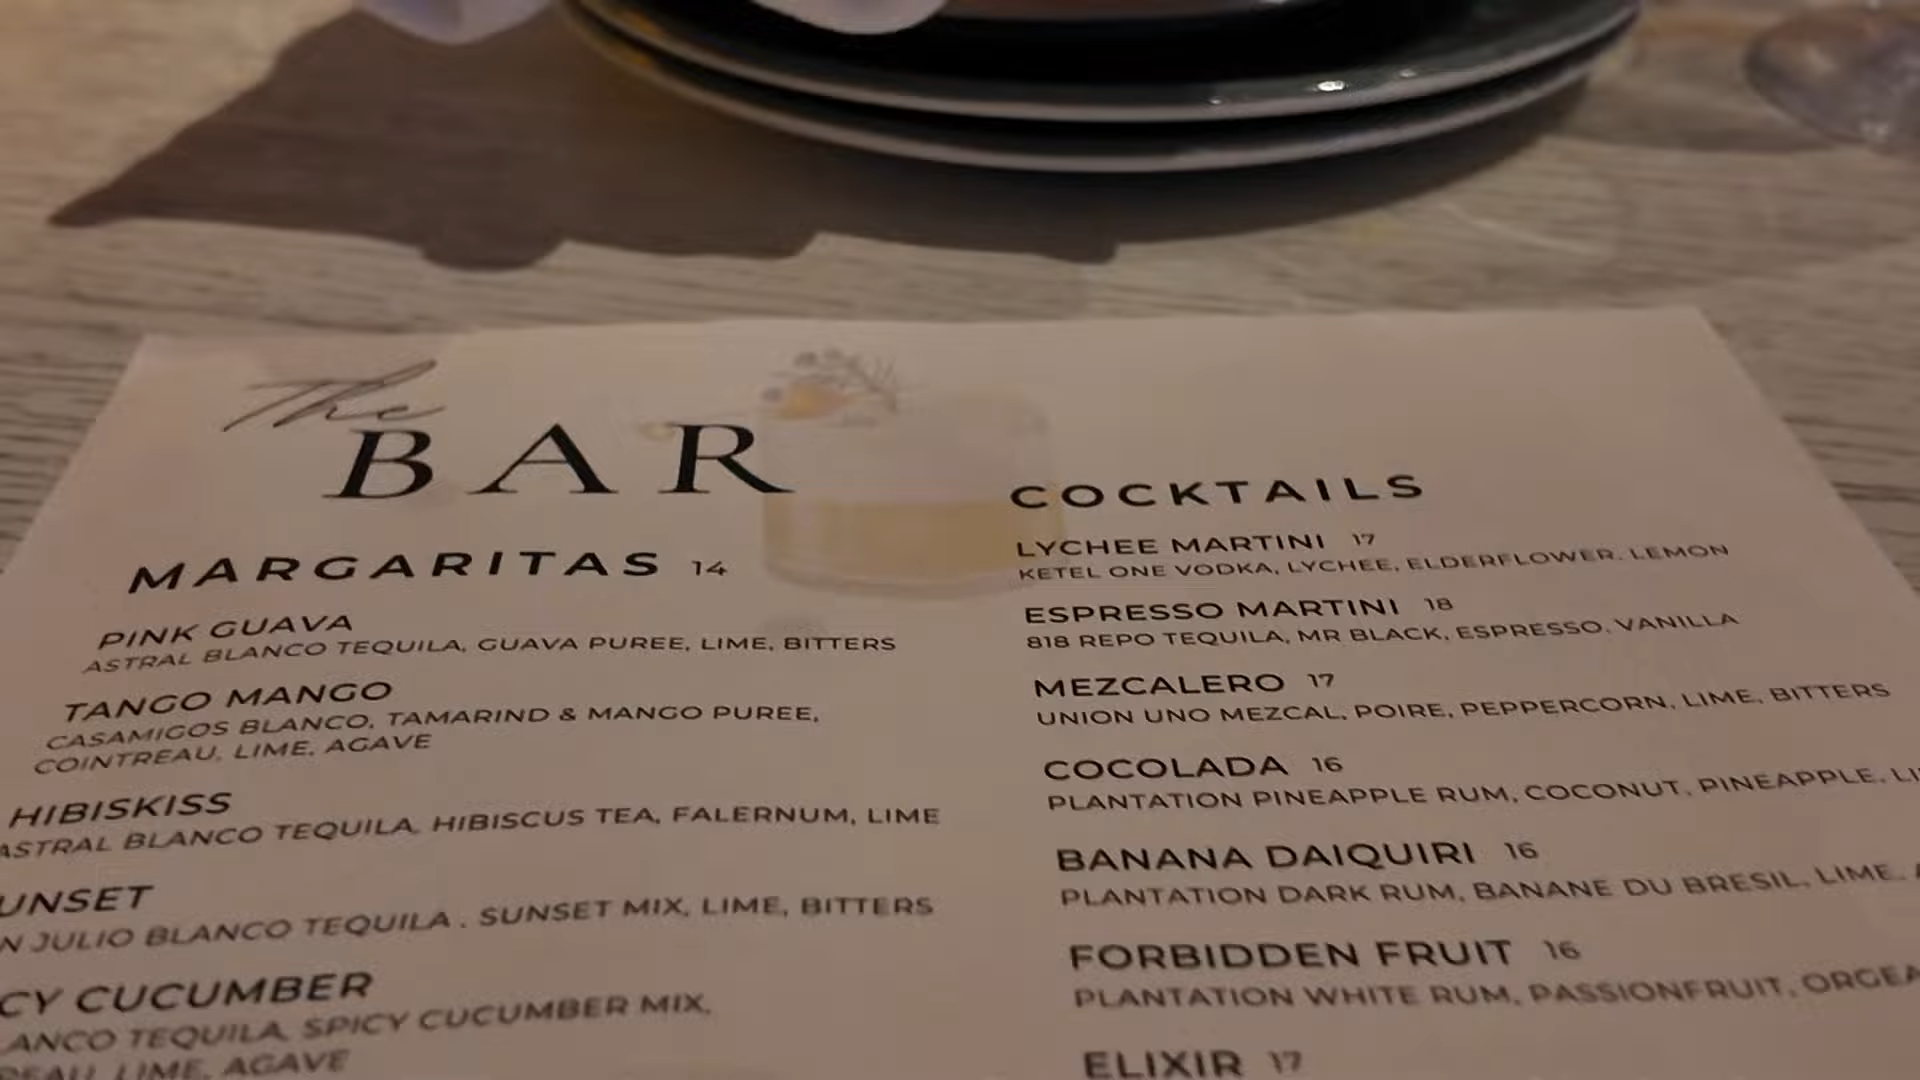 The
BAR
MARGARITAS 14
PINK GUAVA
ASTRAL BLANCO TEQUILA, GUAVA PUREE, LIME, BITTERS
TANGO MANGO
CASAMIGOS BLANCO, TAMARIND & MANGO PUREE,
COINTREAU, LIME, AGAVE
HIBISKISS
ASTRAL BLANCO TEQUILA, HIBISCUS TEA, FALERNUM, LIME
UNSET
N JULIO BLANCO TEQUILA . SUNSET MIX, LIME, BITTERS
CY CUCUMBER
ANCO TEQUILA, SPICY CUCUMBER MIX,
REAU, LIME, AGAVE
COCKTAILS
LYCHEE MARTINI 17
KETEL ONE VODKA, LYCHEE, ELDERFLOWER. LEMON
ESPRESSO MARTINI 18
818 REPO TEQUILA, MR BLACK, ESPRESSO, VANILLA
MEZCALERO 17
UNION UNO MEZCAL, POIRE, PEPPERCORN, LIME, BITTERS
COCOLADA 16
PLANTATION PINEAPPLE RUM, COCONUT, PINEAPPLE, LI
BANANA DAIQUIRI 16
PLANTATION DARK RUM, BANANE DU BRESIL, LIME.
FORBIDDEN FRUIT 16
PLANTATION WHITE RUM, PASSIONFRUIT, ORGEA
ELIXIR 17